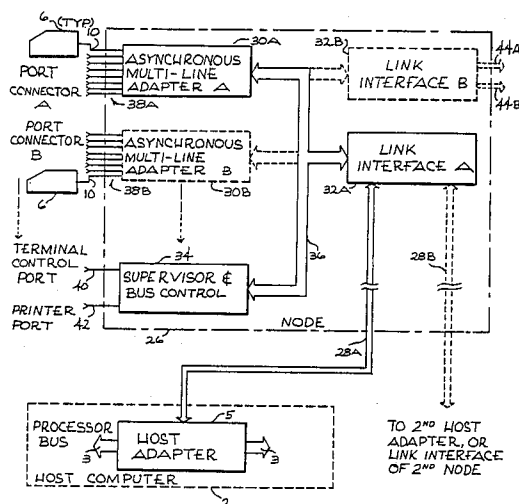 6 (TYP)
10
PORT
CONNECTOR
A
38A
30A
ASYNCHRONOUS
MULTI-LINE
ADAPTER A
32B
LINK
INTERFACE B
44A
44B
PORT
CONNECTOR
B
10
6
38B
ASYNCHRONOUS
MULTI-LINE
ADAPTER B
30B
LINK
INTERFACE A
32A
TERMINAL
CONTROL
PORT
40
34
SUPERVISOR &
BUS CONTROL
36
28B
PRINTER
PORT
42
26
NODE
28A
5
PROCESSOR
BUS
3
HOST
ADAPTER
3
HOST COMPUTER
2
TO 2ND HOST
ADAPTER, OR
LINK INTERFACE
OF 2ND NODE